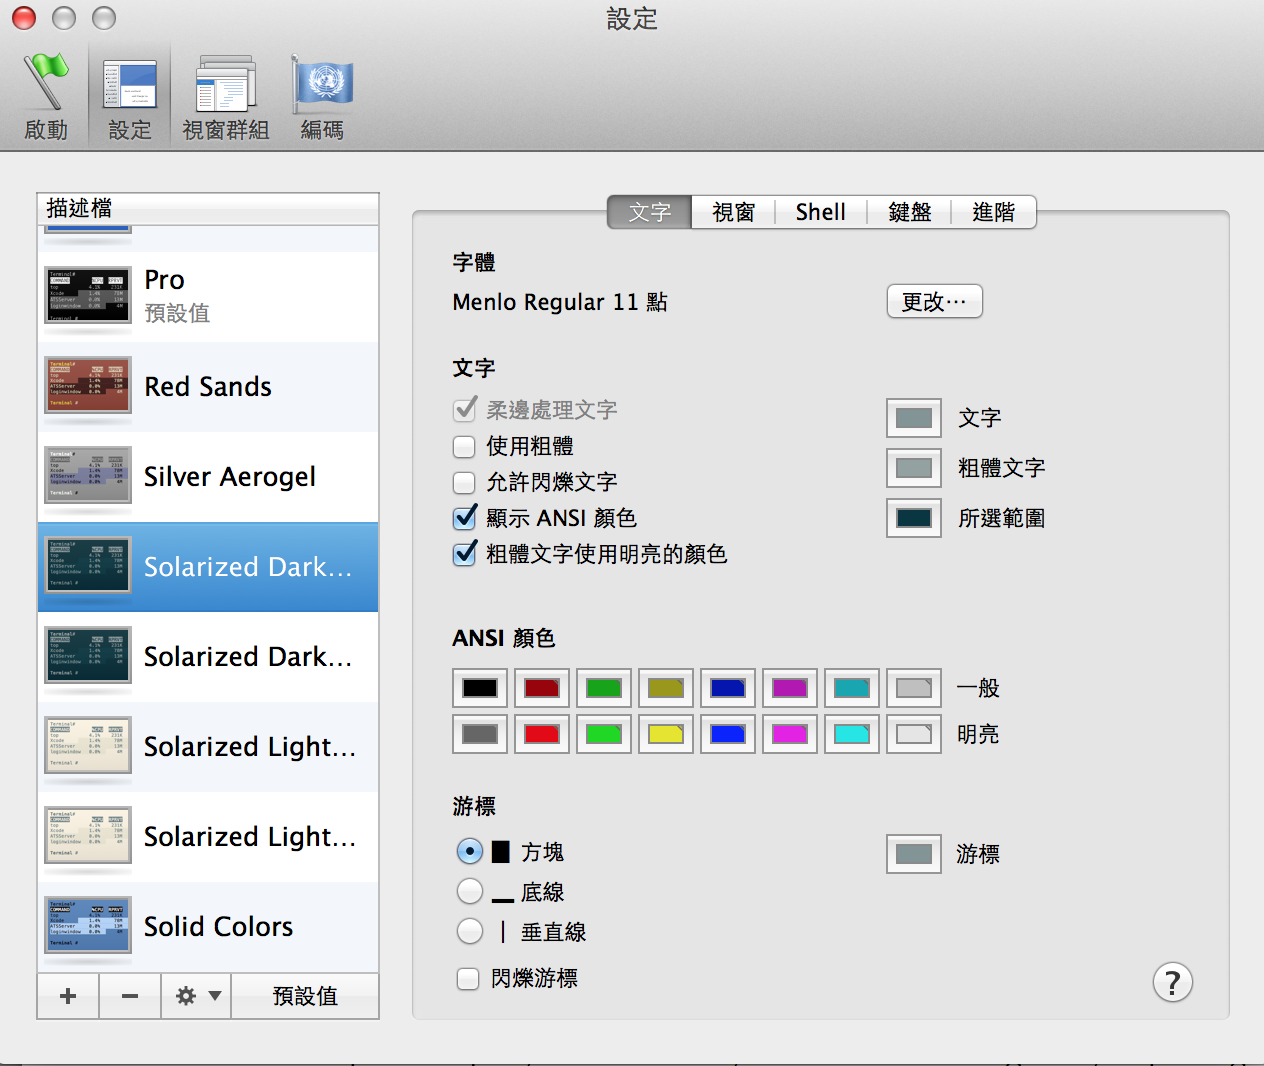 設定
啟動
設定
視窗群組
編碼
描述檔
Pro
預設值
Red Sands
Silver Aerogel
Solarized Dark...
Solarized Dark...
Solarized Light...
Solarized Light...
Solid Colors
預設值
文字
視窗
Shell
鍵盤
進階
字體
Menlo Regular 11 點
更改⋯
文字
柔邊處理文字
使用粗體
允許閃爍文字
顯示 ANSI 顏色
粗體文字使用明亮的顏色
文字
粗體文字
所選範圍
ANSI 顏色
一般
明亮
游標
方塊
底線
垂直線
閃爍游標
游標
?